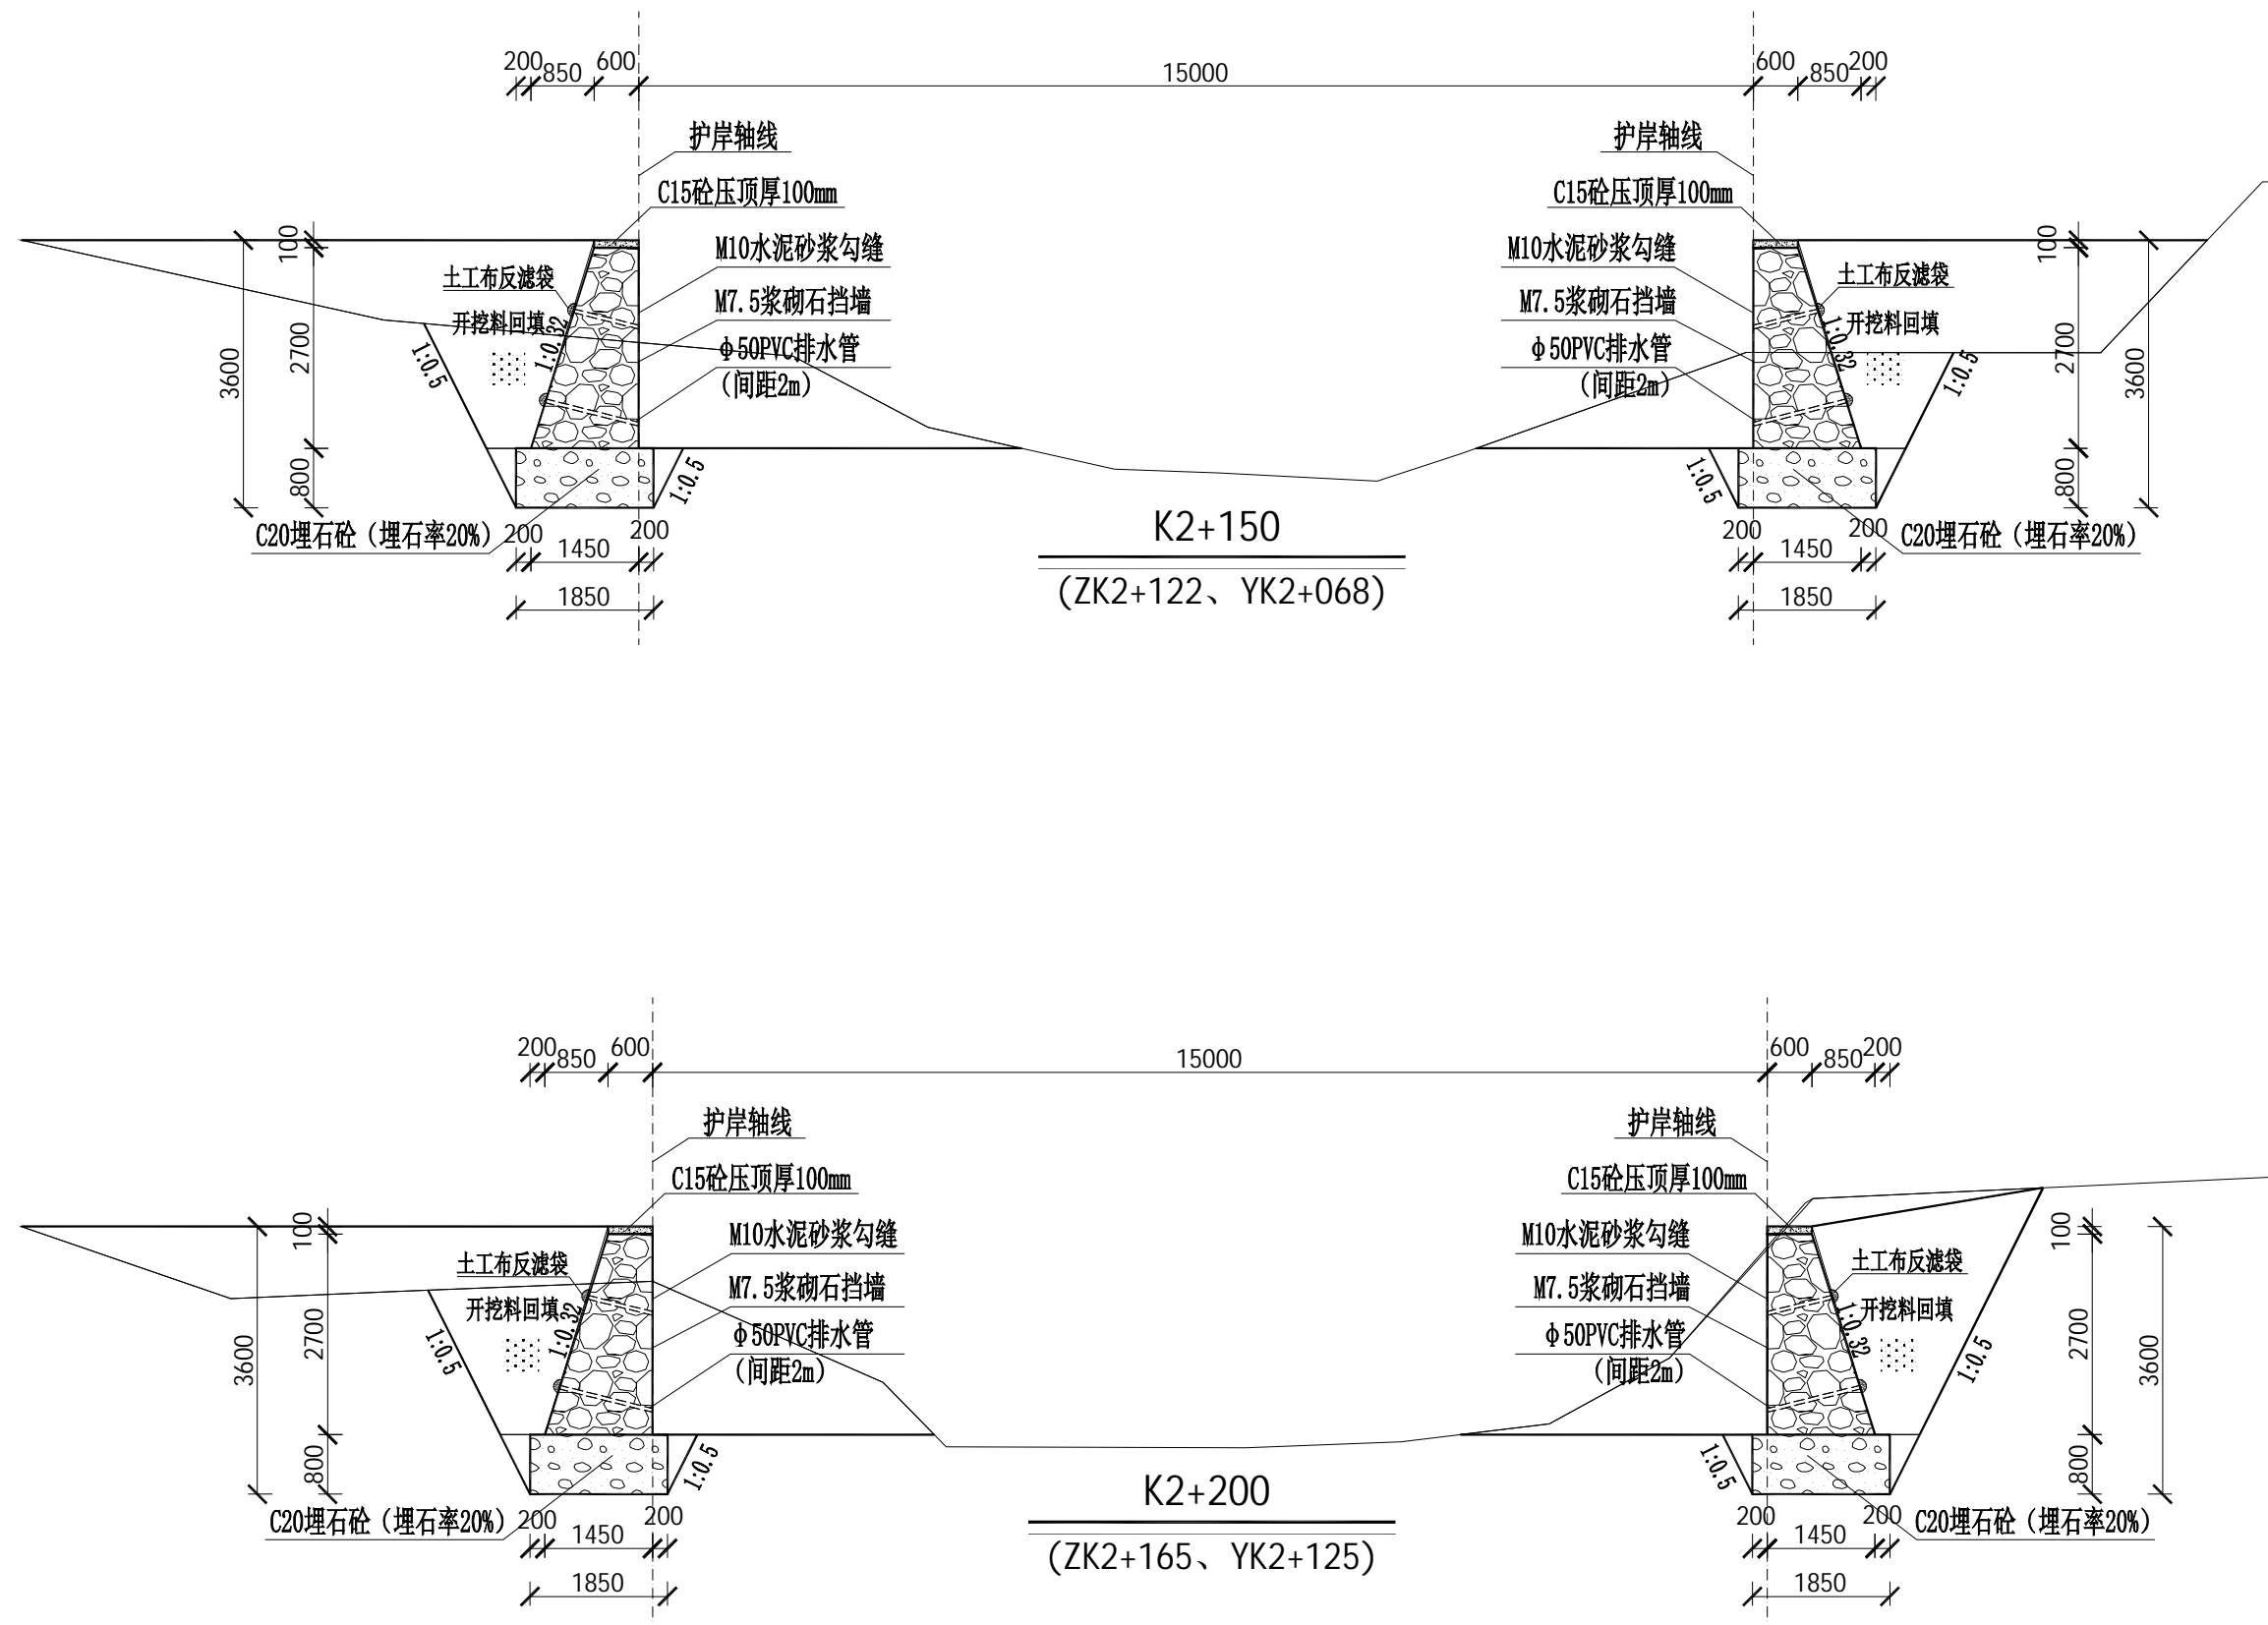 200 850 600 15000 600 850 200
护岸轴线 护岸轴线
C15砼压顶厚100mm C15砼压顶厚100mm
100 M10水泥砂浆勾缝 M10水泥砂浆勾缝 100
土工布反滤袋 土工布反滤袋
M7.5浆砌石挡墙 M7.5浆砌石挡墙
开挖料回填 开挖料回填
1:0.32 1:0.32
φ50PVC排水管 φ50PVC排水管
(间距2m) (间距2m)
3600 2700 1:0.5 1:0.5 2700 3600
800 1:0.5 1:0.5 800
C20埋石砼（埋石率20%） 200 200 200 200 C20埋石砼（埋石率20%）
1450 1450
1850 1850
K2+150
(ZK2+122、YK2+068)
200 850 600 15000 600 850 200
护岸轴线 护岸轴线
C15砼压顶厚100mm C15砼压顶厚100mm
100 M10水泥砂浆勾缝 M10水泥砂浆勾缝 100
土工布反滤袋 土工布反滤袋
M7.5浆砌石挡墙 M7.5浆砌石挡墙
开挖料回填 开挖料回填
1:0.32 1:0.32
φ50PVC排水管 φ50PVC排水管
(间距2m) (间距2m)
3600 2700 1:0.5 1:0.5 2700 3600
800 1:0.5 1:0.5 800
C20埋石砼（埋石率20%） 200 200 200 200 C20埋石砼（埋石率20%）
1450 1450
1850 1850
K2+200
(ZK2+165、YK2+125)